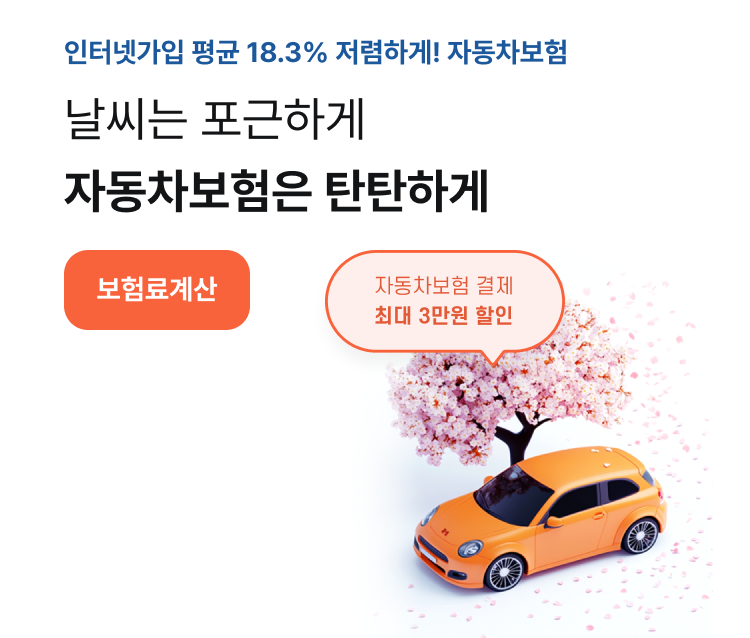 인터넷가입 평균 18.3% 저렴하게! 자동차보험
날씨는 포근하게
자동차보험은 탄탄하게
보험료계산
자동차보험 결제
최대 3만원 할인